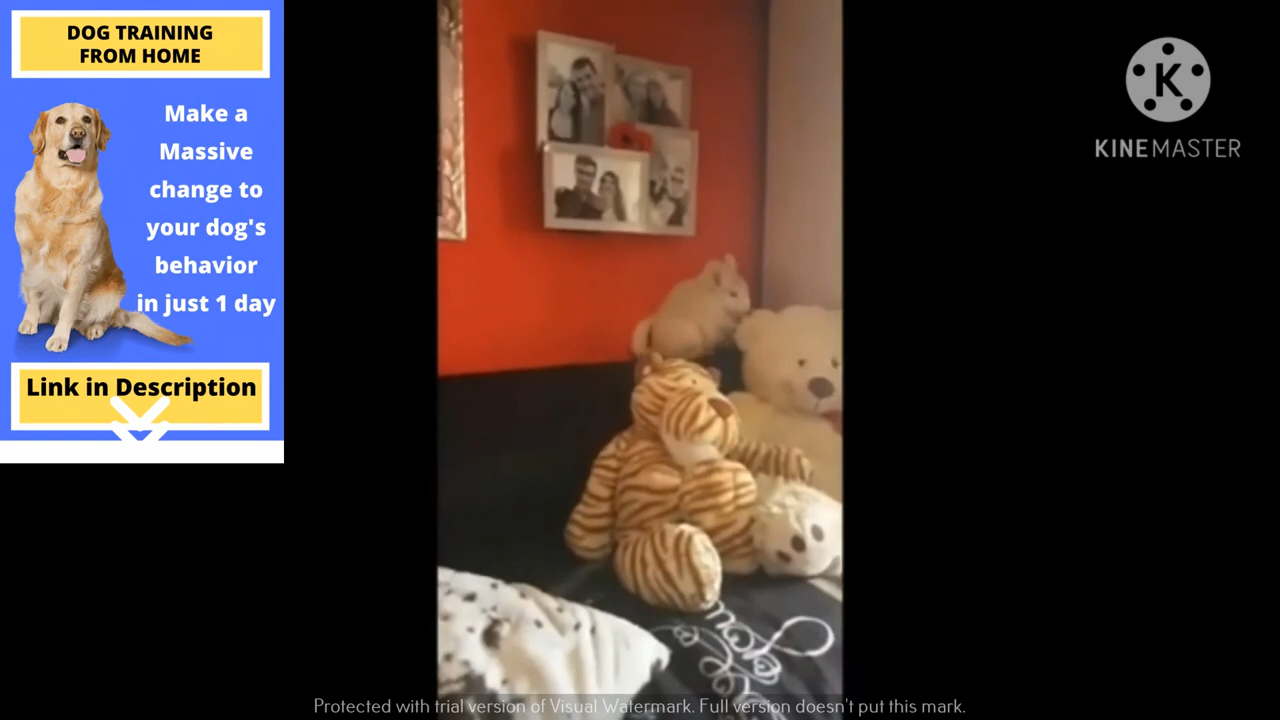 DOG TRAINING
FROM HOME
Make a
Massive
change to
your dog's
behavior
in just 1 day
Link in Description
K
KINEMASTER
Protected with trial version of Visual Watermark. Full version doesn't put this mark.